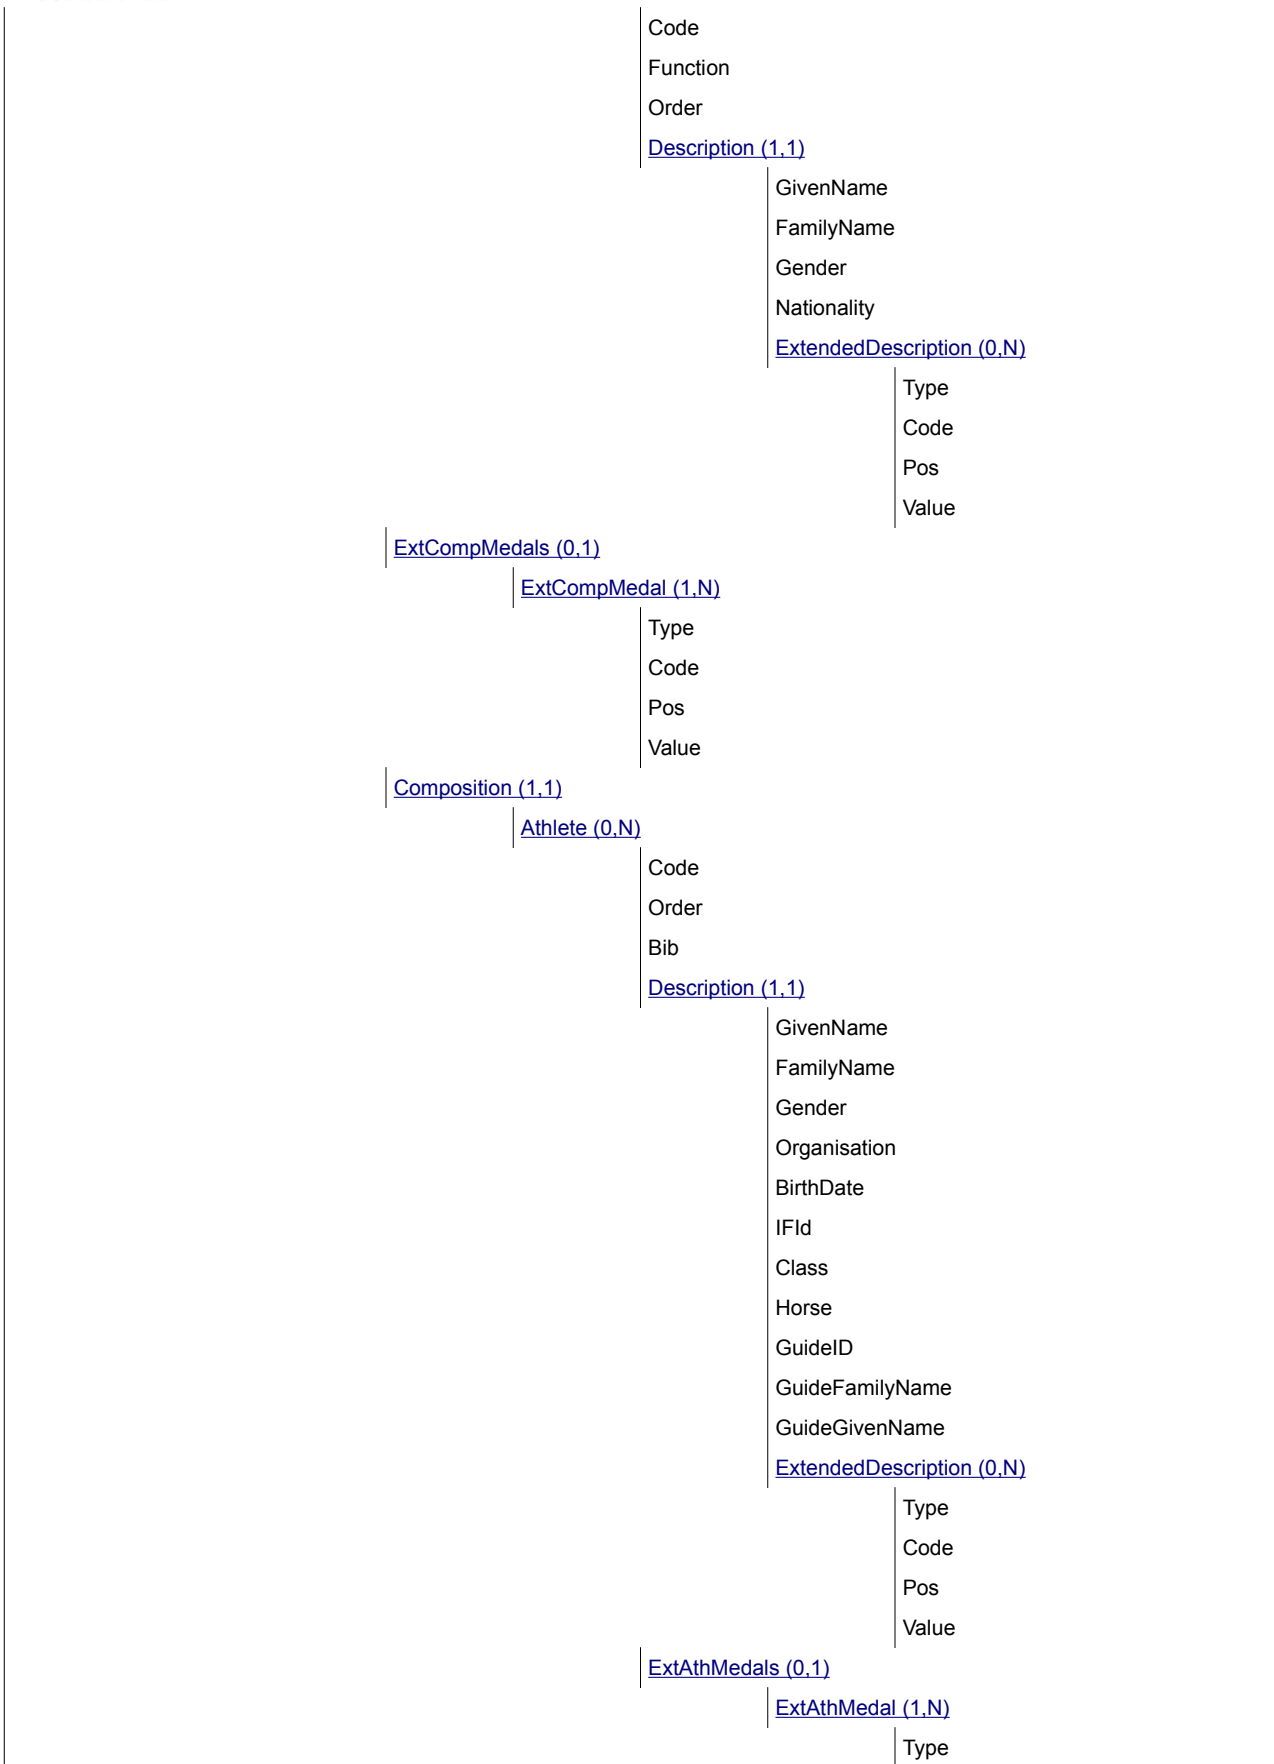 Code
Function
Order
Description (1,1)
GivenName
FamilyName
Gender
Nationality
ExtendedDescription (0,N)
Type
Code
Pos
Value
ExtCompMedals (0,1)
ExtCompMedal (1,N)
Type
Code
Pos
Value
Composition (1,1)
Athlete (0,N)
Code
Order
Bib
Description (1,1)
GivenName
FamilyName
Gender
Organisation
BirthDate
IFId
Class
Horse
GuideID
GuideFamilyName
GuideGivenName
ExtendedDescription (0,N)
Type
Code
Pos
Value
ExtAthMedals (0,1)
ExtAthMedal (1,N)
Type